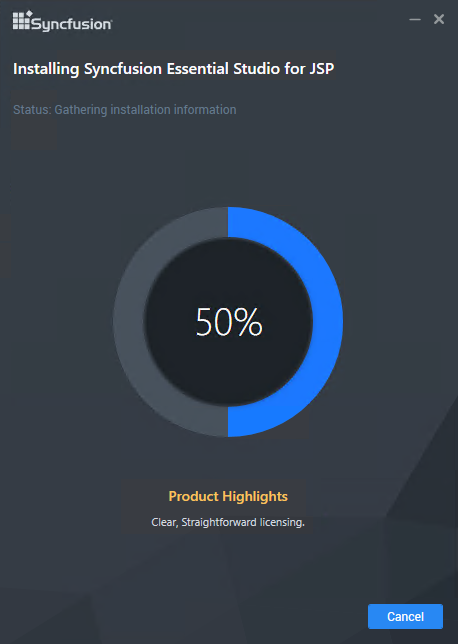 Syncfusion
Installing Syncfusion Essential Studio for JSP
Status: Gathering installation information
50%
Product Highlights
Clear, Straightforward licensing.
Cancel